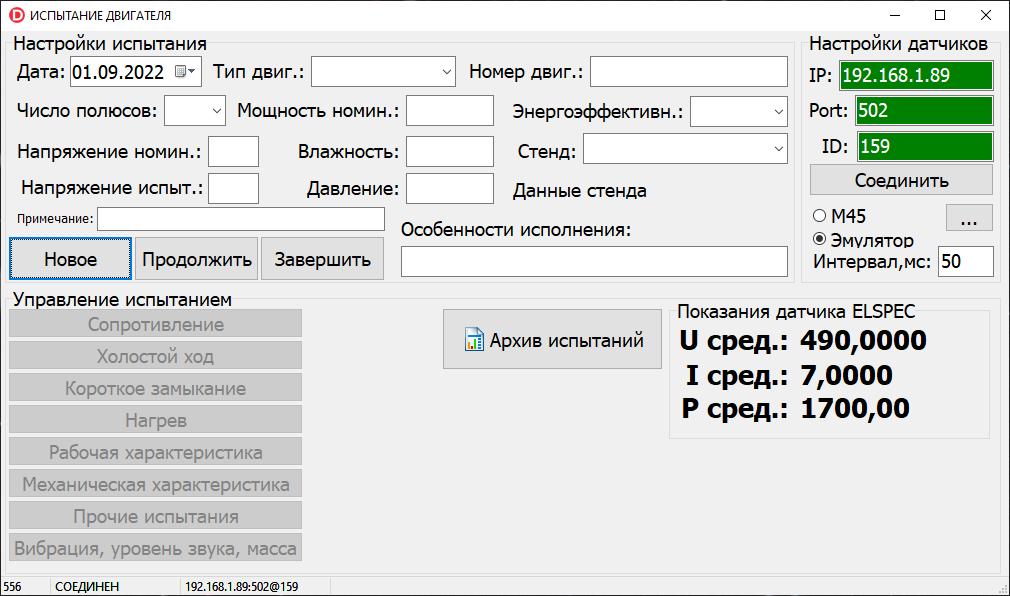 ИСПЫТАНИЕ ДВИГАТЕЛЯ
Настройки испытания
Дата: 01.09.2022 Тип двиг.: Номер двиг.:
Число полюсов: Мощность номин.: Энергоэффективн.:
Напряжение номин.: Влажность: Стенд:
Напряжение испыт.: Давление: Данные стенда
Примечание:
Особенности исполнения:
Новое Продолжить Завершить
Настройки датчиков
IP: 192.168.1.89
Port: 502
ID: 159
Соединить
М45 ...
Эмулятор
Интервал,мс: 50
Управление испытанием
Сопротивление
Холостой ход
Короткое замыкание
Нагрев
Рабочая характеристика
Механическая характеристика
Прочие испытания
Вибрация, уровень звука, масса
Архив испытаний
Показания датчика ELSPEC
U сред.: 490,0000
I сред.: 7,0000
P сред.: 1700,00
556 СОЕДИНЕН 192.168.1.89:502@159